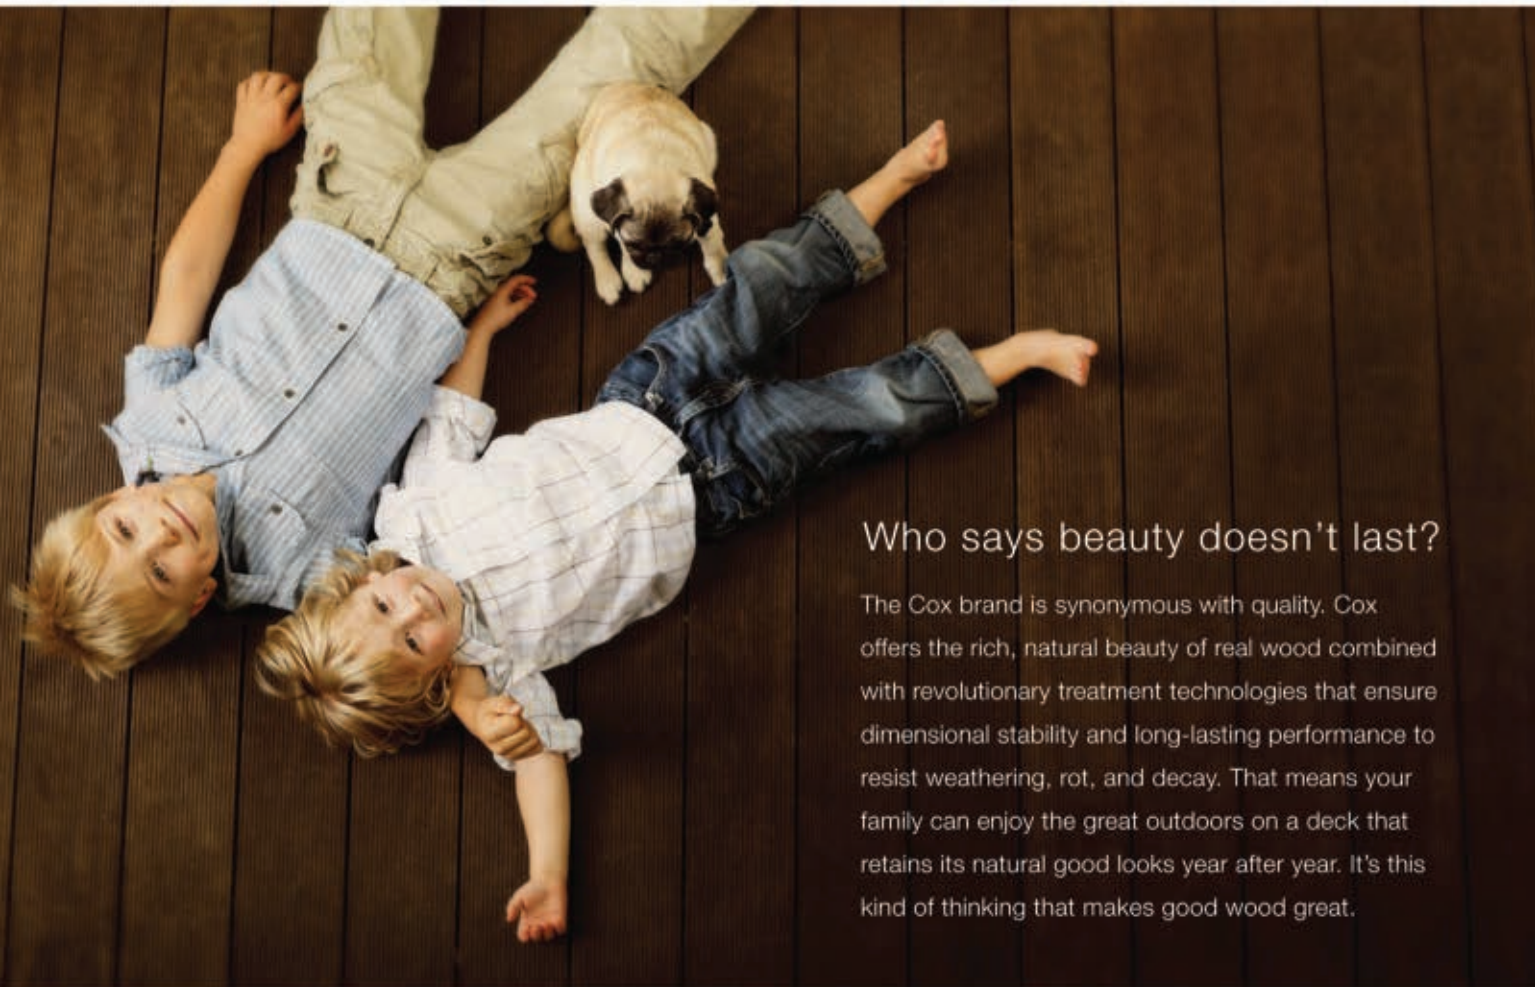 Who says beauty doesn’t last?
The Cox brand is synonymous with quality. Cox
offers the rich, natural beauty of real wood combined
with revolutionary treatment technologies that ensure
dimensional stability and long-lasting performance to
resist weathering, rot, and decay. That means your
family can enjoy the great outdoors on a deck that
retains its natural good looks year after year. It’s this
kind of thinking that makes good wood great.